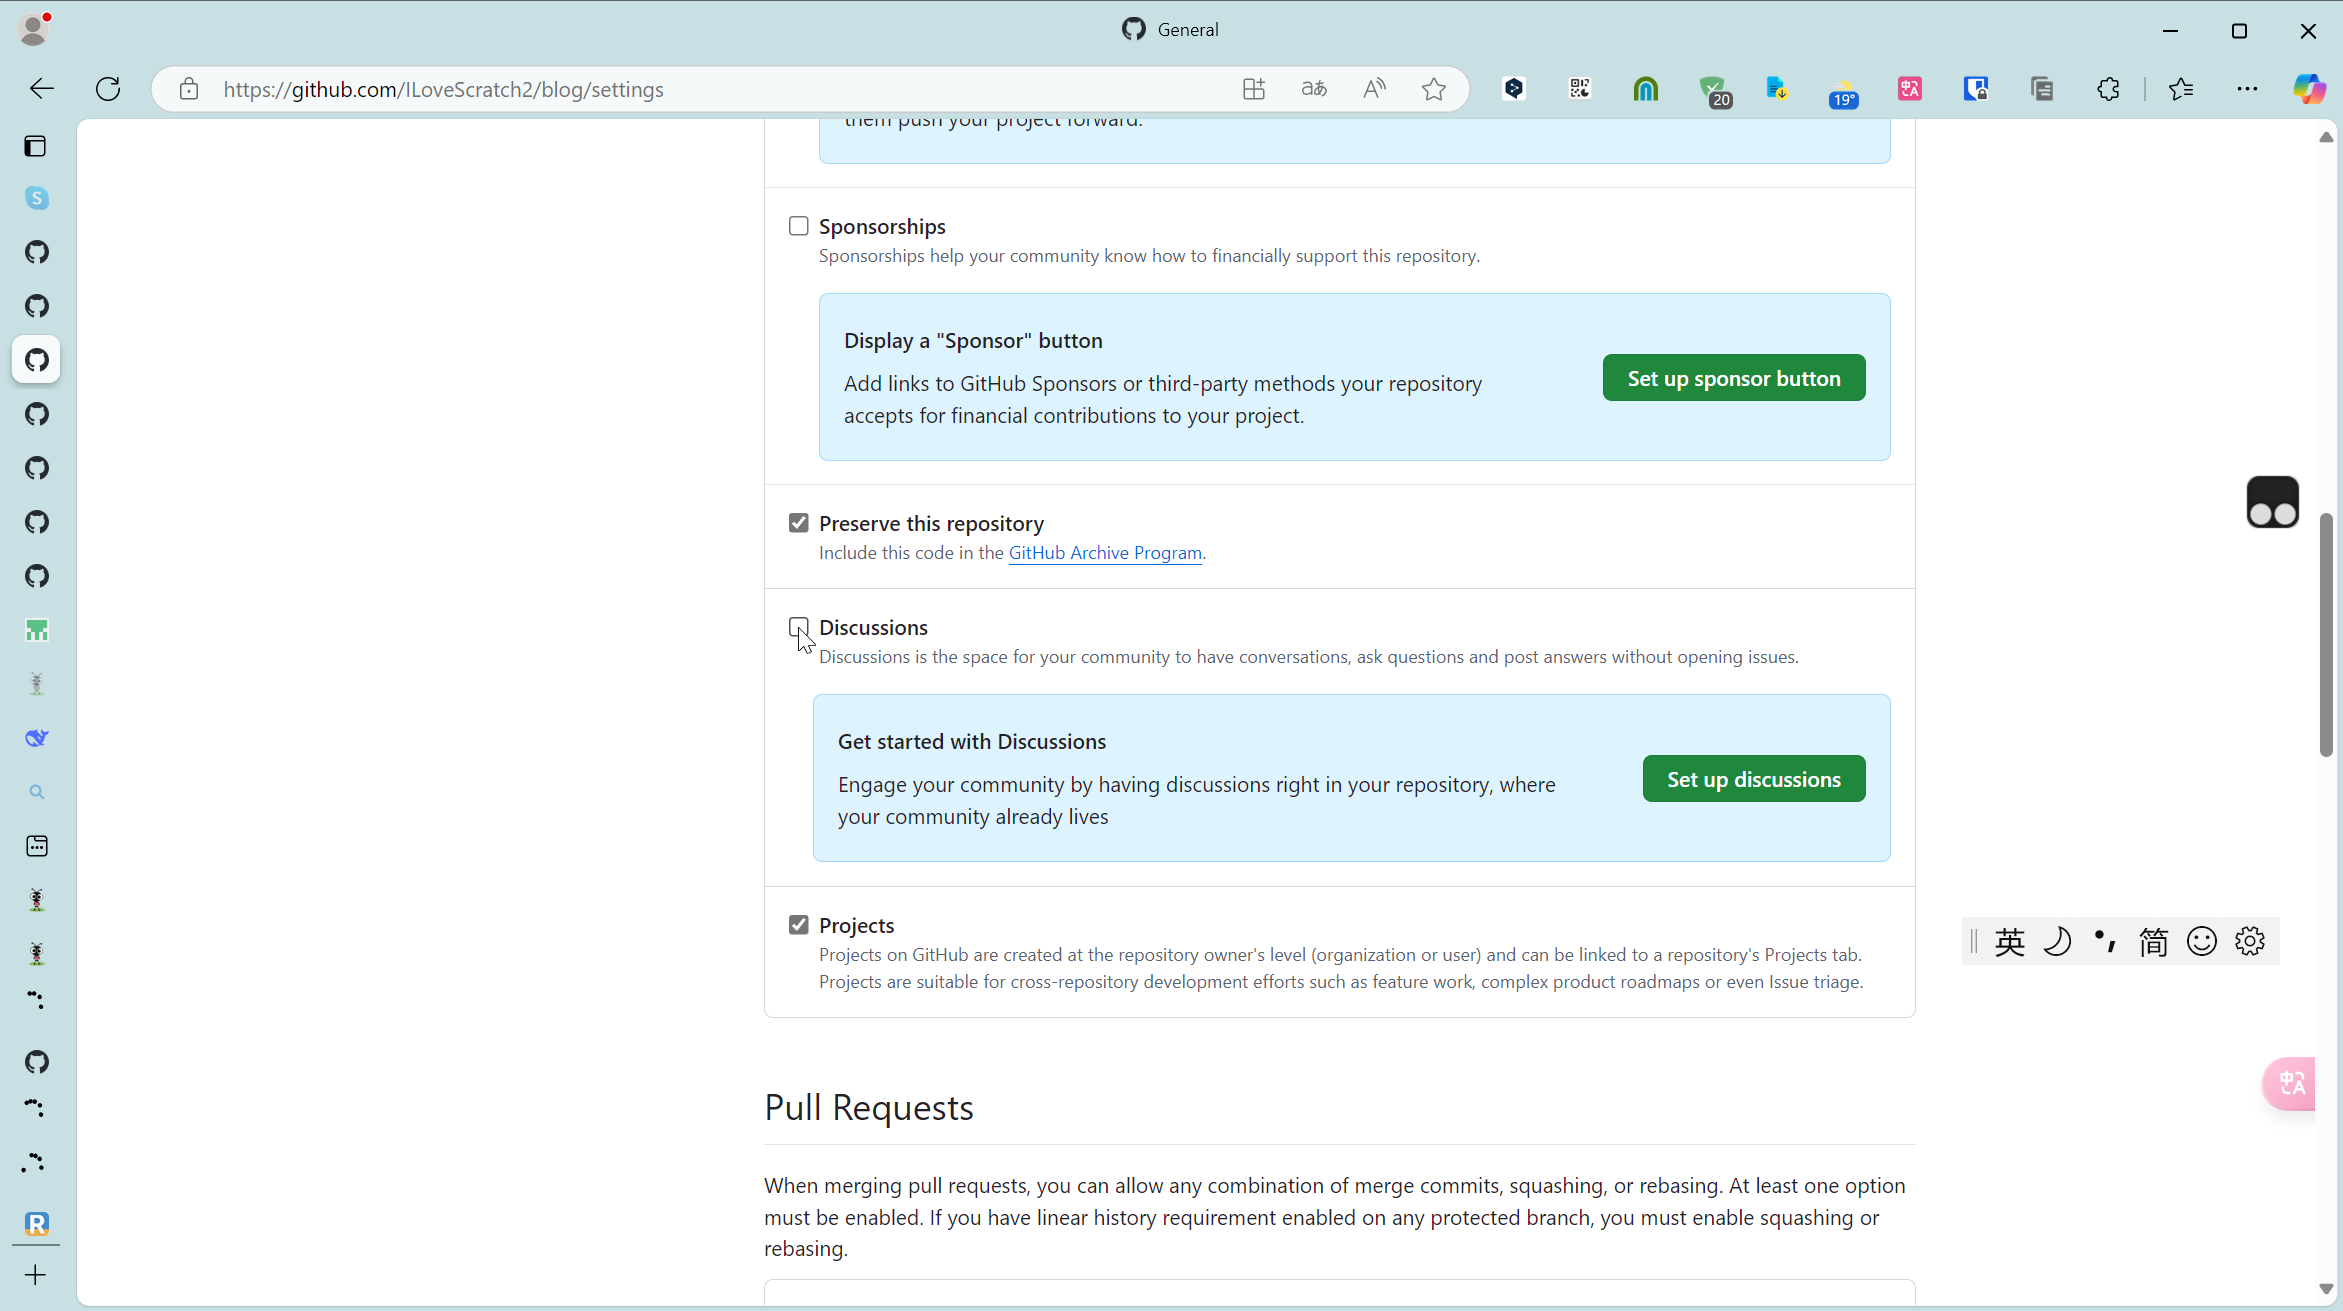 General
https://github.com/ILoveScratch2/blog/settings
20
19°
them push your project forward.
Sponsorships
Sponsorships help your community know how to financially support this repository.
Display a "Sponsor" button
Add links to GitHub Sponsors or third-party methods your repository
accepts for financial contributions to your project.
Set up sponsor button
Preserve this repository
Include this code in the GitHub Archive Program.
Discussions
Discussions is the space for your community to have conversations, ask questions and post answers without opening issues.
Get started with Discussions
Engage your community by having discussions right in your repository, where
your community already lives
Set up discussions
Projects
Projects on GitHub are created at the repository owner's level (organization or user) and can be linked to a repository's Projects tab.
Projects are suitable for cross-repository development efforts such as feature work, complex product roadmaps or even Issue triage.
英 简
中A
Pull Requests
When merging pull requests, you can allow any combination of merge commits, squashing, or rebasing. At least one option
must be enabled. If you have linear history requirement enabled on any protected branch, you must enable squashing or
rebasing.